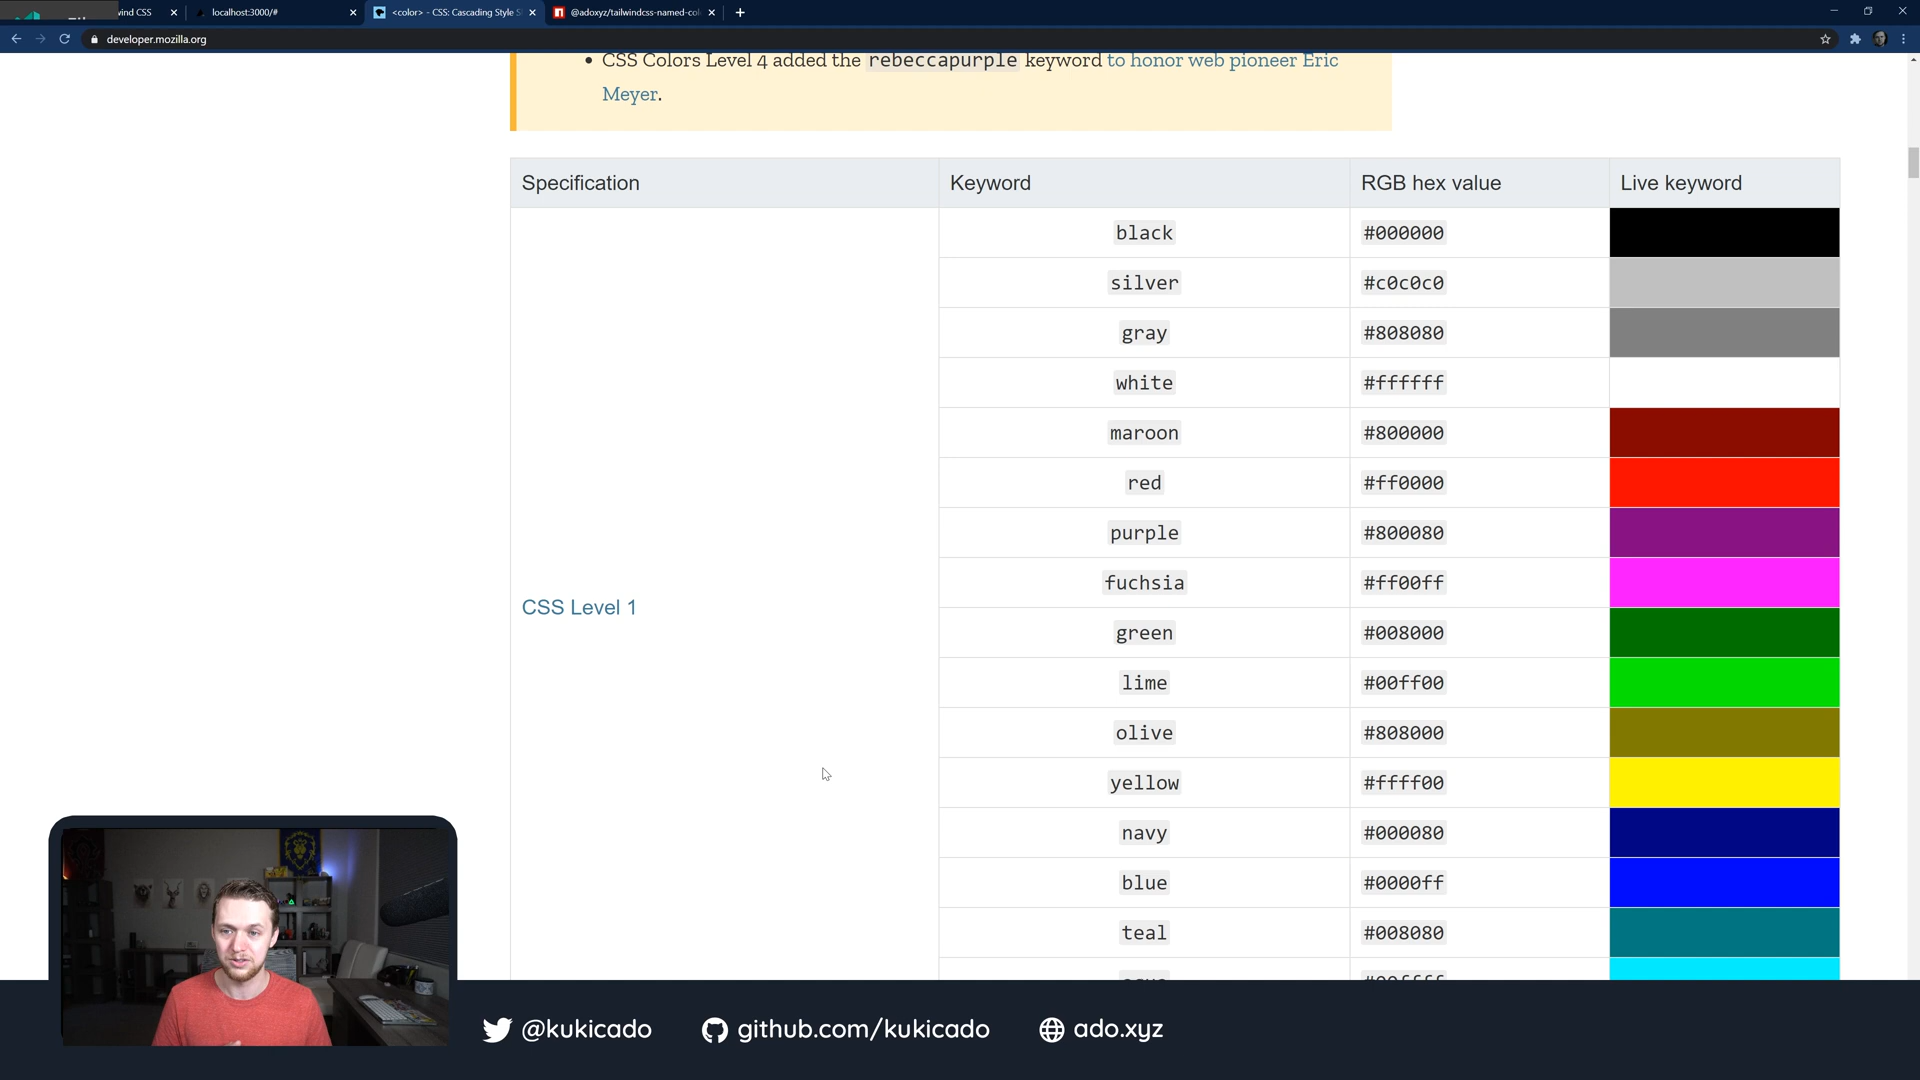 wind CSS
localhost:3000/#
<color> - CSS: Cascading Style S
@adoxyz/tailwindcss-named-co
developer.mozilla.org
CSS Colors Level 4 added the rebeccapurple keyword to honor web pioneer Eric
Meyer.
Specification Keyword RGB hex value Live keyword
black #000000
silver #c0c0c0
gray #808080
white #ffffff
maroon #800000
red #ff0000
purple #800080
fuchsia #ff00ff
green #008000
CSS Level 1
lime #00ff00
olive #808000
yellow #ffff00
navy #000080
blue #0000ff
teal #008080
@kukicado github.com/kukicado ado.xyz